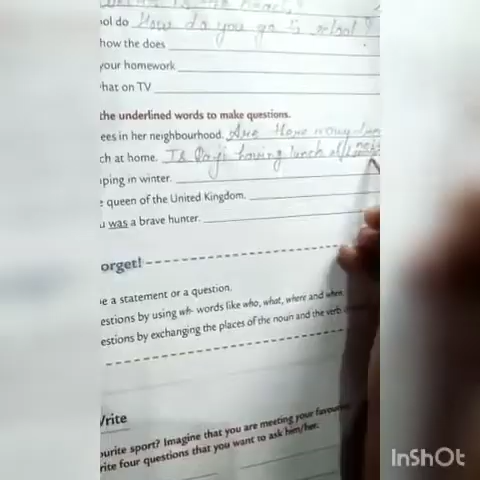 ool do How do you go to school?
how the does
your homework
hat on TV
the underlined words to make questions.
ees in her neighbourhood. Are there many
ch at home. Is Raji having lunch at
ping in winter.
e queen of the United Kingdom.
u was a brave hunter.
orget!
be a statement or a question.
estions by using wh- words like who, what, where and when.
estions by exchanging the places of the noun and the verb
Write
ourite sport? Imagine that you are meeting your favourite
rite four questions that you want to ask him/her.
InShOt